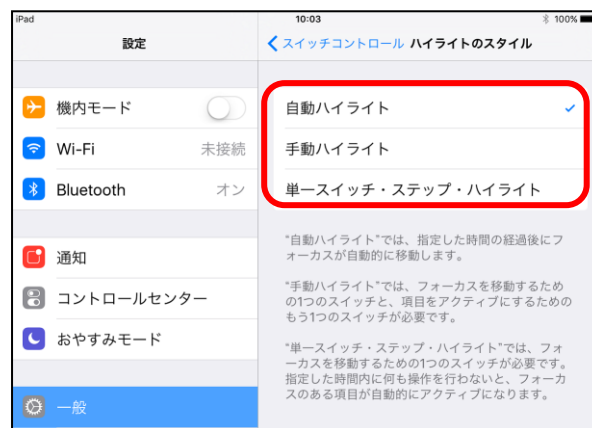 iPad 10:03 100%
設定
スイッチコントロール ハイライトのスタイル
機内モード
Wi-Fi 未接続
Bluetooth オン
通知
コントロールセンター
おやすみモード
一般
自動ハイライト
手動ハイライト
単一スイッチ・ステップ・ハイライト
“自動ハイライト”では、指定した時間の経過後にフ
ォーカスが自動的に移動します。
“手動ハイライト”では、フォーカスを移動するため
の1つのスイッチと、項目をアクティブにするための
もう1つのスイッチが必要です。
“単一スイッチ・ステップ・ハイライト”では、フォ
ーカスを移動するための1つのスイッチが必要です。
指定した時間内に何も操作を行わないと、フォーカ
スのある項目が自動的にアクティブになります。